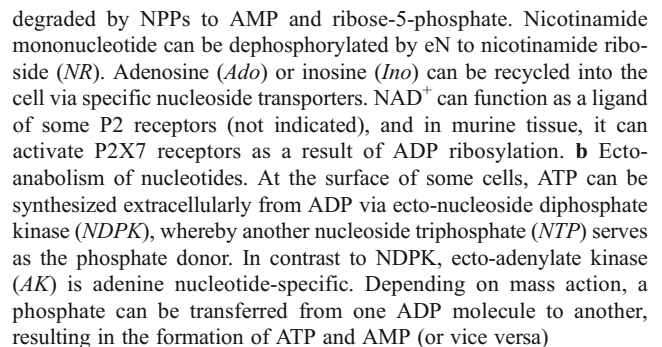 degraded by NPPs to AMP and ribose-5-phosphate. Nicotinamide
mononucleotide can be dephosphorylated by eN to nicotinamide ribo-
side (NR). Adenosine (Ado) or inosine (Ino) can be recycled into the
cell via specific nucleoside transporters. NAD⁺ can function as a ligand
of some P2 receptors (not indicated), and in murine tissue, it can
activate P2X7 receptors as a result of ADP ribosylation. b Ecto-
anabolism of nucleotides. At the surface of some cells, ATP can be
synthesized extracellularly from ADP via ecto-nucleoside diphosphate
kinase (NDPK), whereby another nucleoside triphosphate (NTP) serves
as the phosphate donor. In contrast to NDPK, ecto-adenylate kinase
(AK) is adenine nucleotide-specific. Depending on mass action, a
phosphate can be transferred from one ADP molecule to another,
resulting in the formation of ATP and AMP (or vice versa)